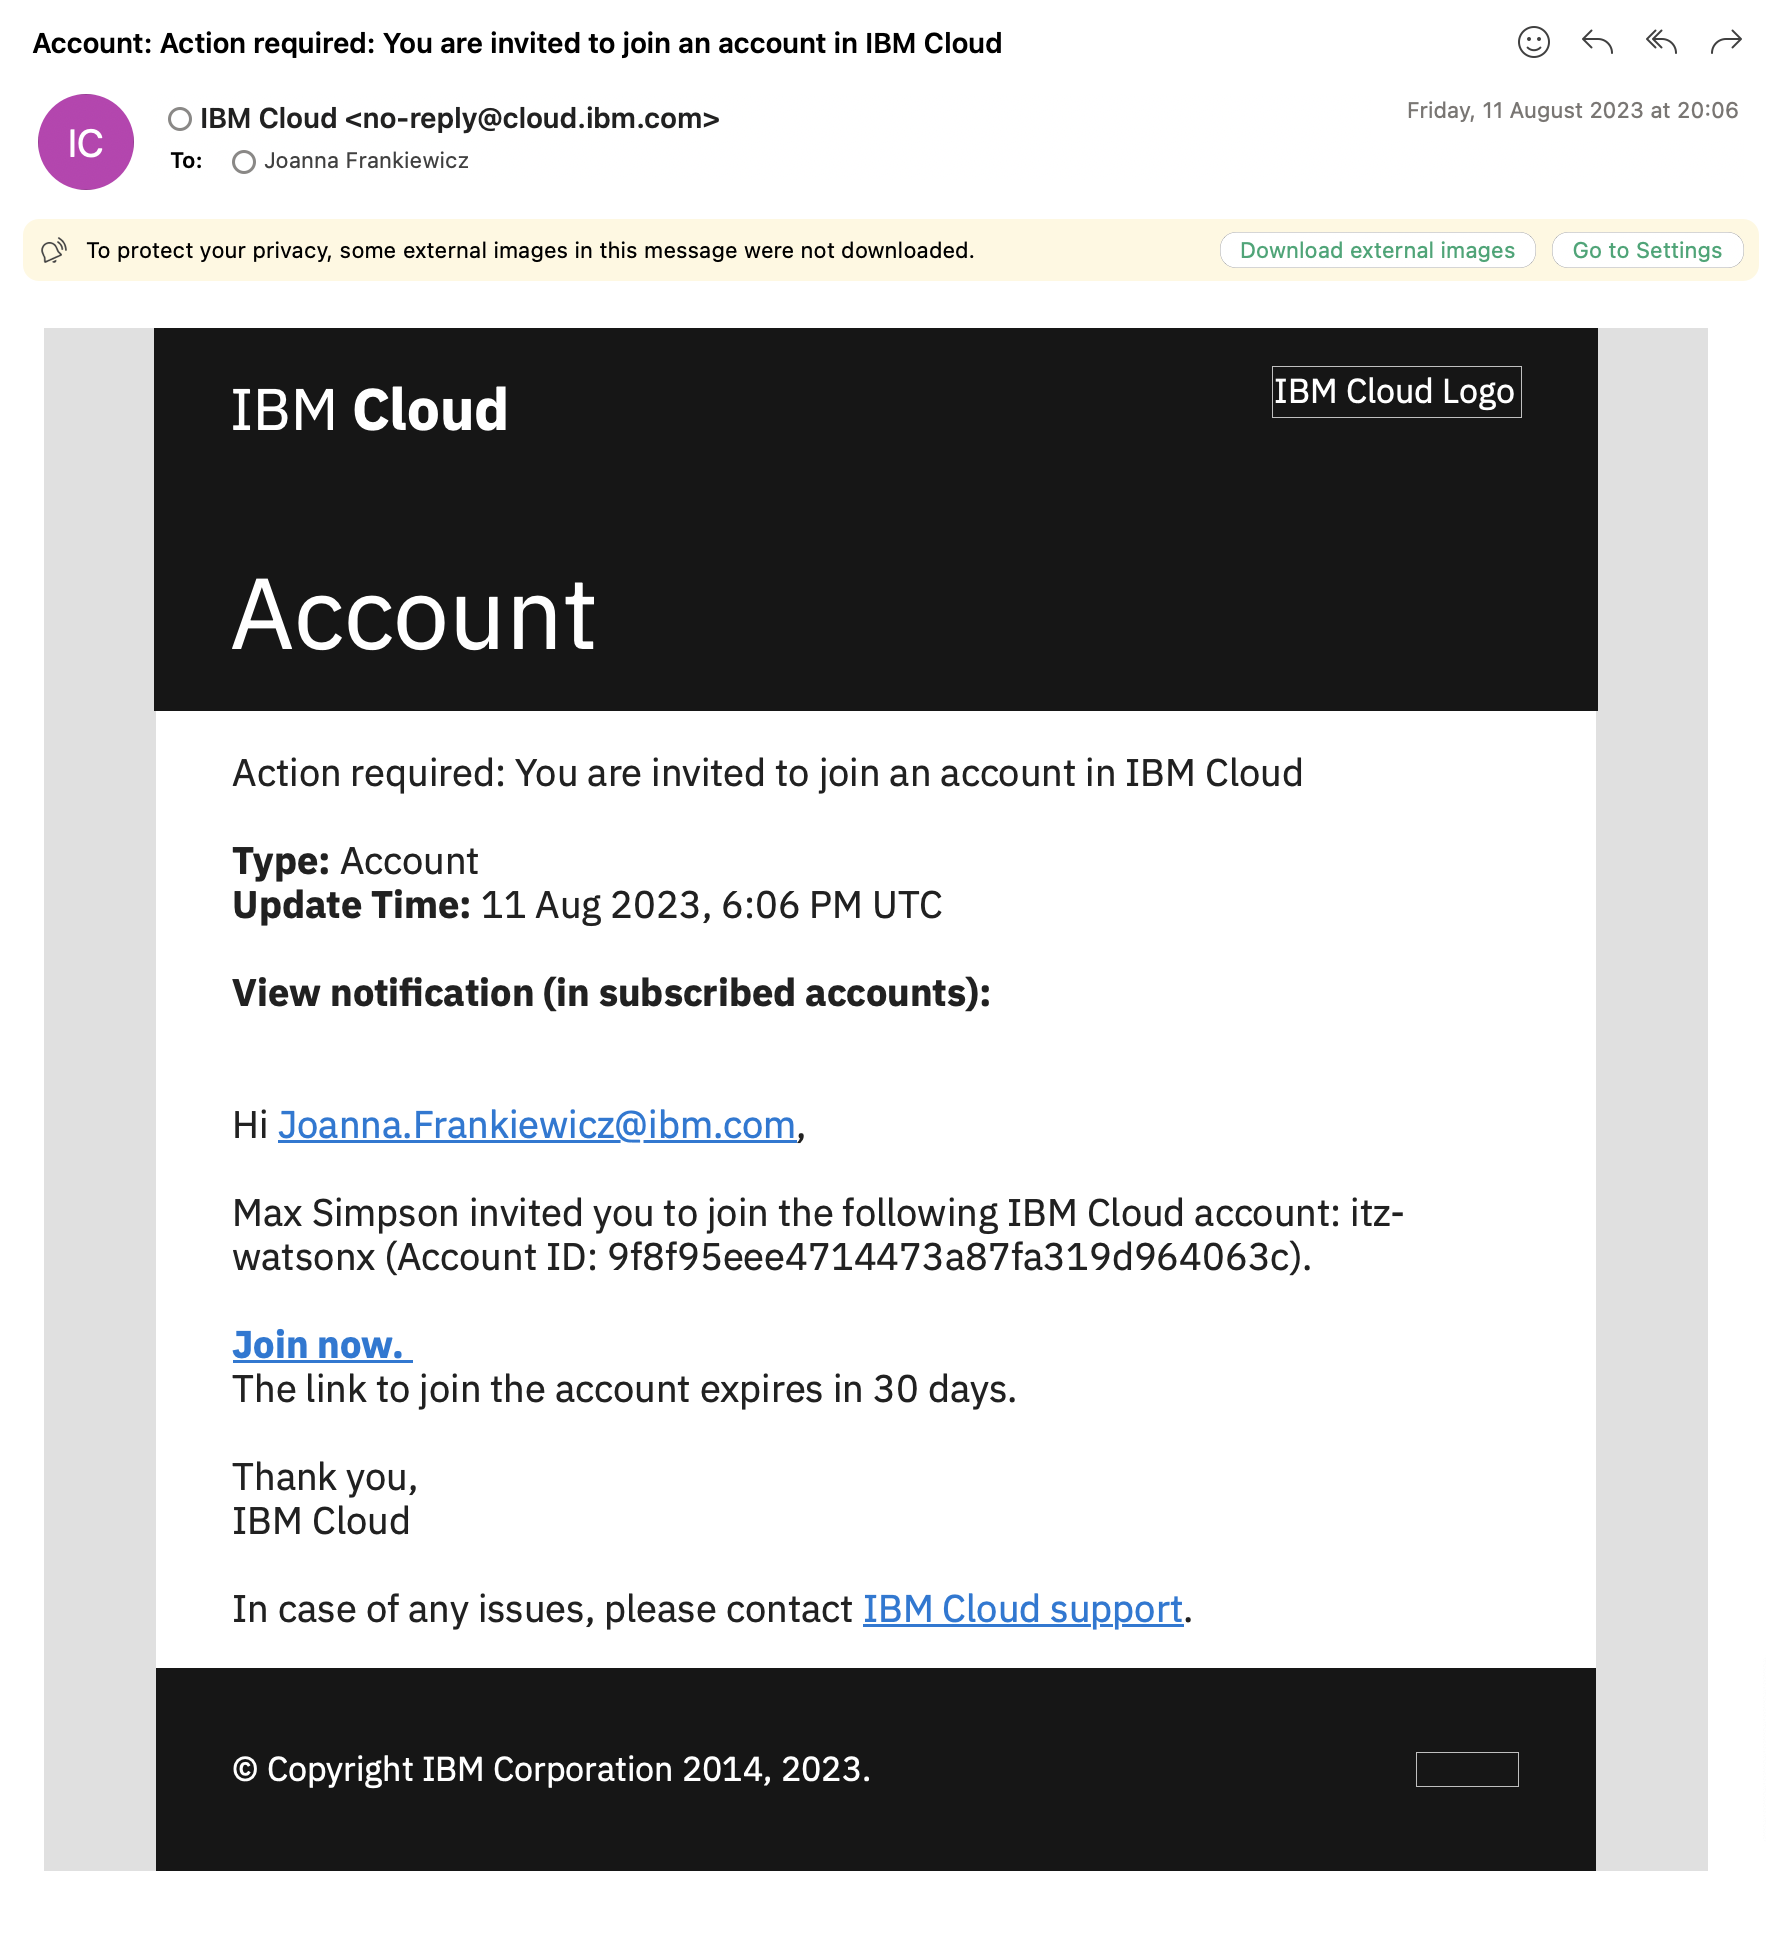 Account: Action required: You are invited to join an account in IBM Cloud
IC
IBM Cloud <no-reply@cloud.ibm.com>
Friday, 11 August 2023 at 20:06
To: Joanna Frankiewicz
To protect your privacy, some external images in this message were not downloaded.
Download external images
Go to Settings
IBM Cloud
IBM Cloud Logo
Account
Action required: You are invited to join an account in IBM Cloud
Type: Account
Update Time: 11 Aug 2023, 6:06 PM UTC
View notification (in subscribed accounts):
Hi Joanna.Frankiewicz@ibm.com,
Max Simpson invited you to join the following IBM Cloud account: itz-
watsonx (Account ID: 9f8f95eee4714473a87fa319d964063c).
Join now.
The link to join the account expires in 30 days.
Thank you,
IBM Cloud
In case of any issues, please contact IBM Cloud support.
© Copyright IBM Corporation 2014, 2023.